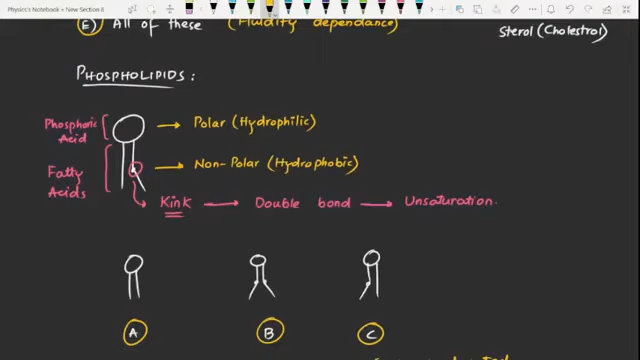 Physic's Notebook » New Section 8
E) All of these (Fluidity dependance)
Sterol (Cholestrol)
PHOSPHOLIPIDS:
Phosphoric Acid → Polar (Hydrophilic)
Fatty Acids → Non-Polar (Hydrophobic)
Kink → Double bond → Unsaturation.
A B C